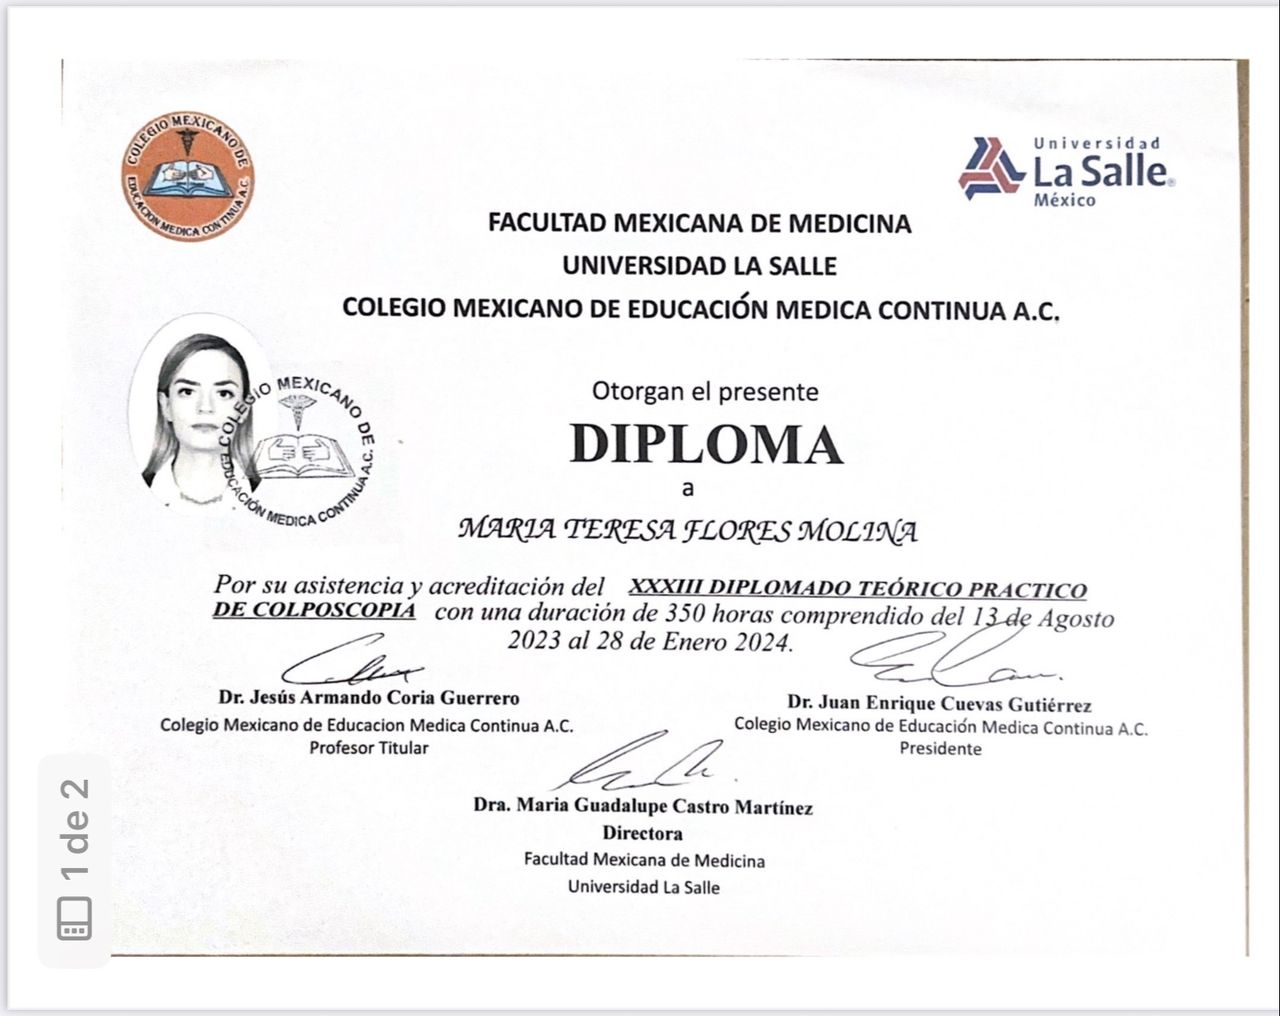 COLEGIO MEXICANO DE
EDUCACION MEDICA CONTINUA A.C.
Universidad
La Salle®
México
FACULTAD MEXICANA DE MEDICINA
UNIVERSIDAD LA SALLE
COLEGIO MEXICANO DE EDUCACIÓN MEDICA CONTINUA A.C.
COLEGIO MEXICANO DE
EDUCACIÓN MEDICA CONTINUA A.C.
Otorgan el presente
DIPLOMA
a
MARIA TERESA FLORES MOLINA
Por su asistencia y acreditación del XXXIII DIPLOMADO TEÓRICO PRACTICO
DE COLPOSCOPIA con una duración de 350 horas comprendido del 13 de Agosto
2023 al 28 de Enero 2024.
Dr. Jesús Armando Coria Guerrero
Colegio Mexicano de Educacion Medica Continua A.C.
Profesor Titular
Dr. Juan Enrique Cuevas Gutiérrez
Colegio Mexicano de Educación Medica Continua A.C.
Presidente
Dra. Maria Guadalupe Castro Martínez
Directora
Facultad Mexicana de Medicina
Universidad La Salle
1 de 2